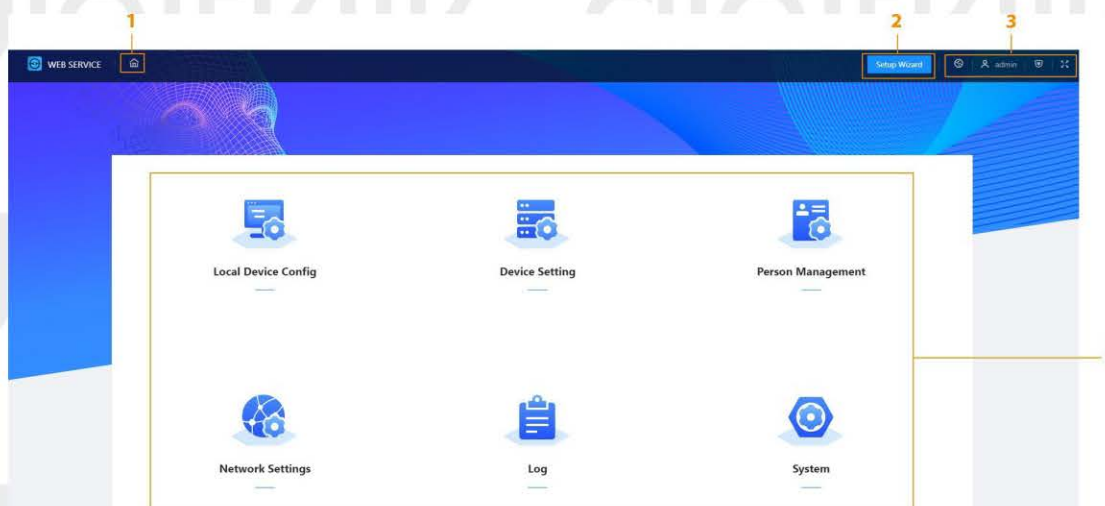 1 2 3
WEB SERVICE Setup Wizard admin
Local Device Config Device Setting Person Management
Network Settings Log System